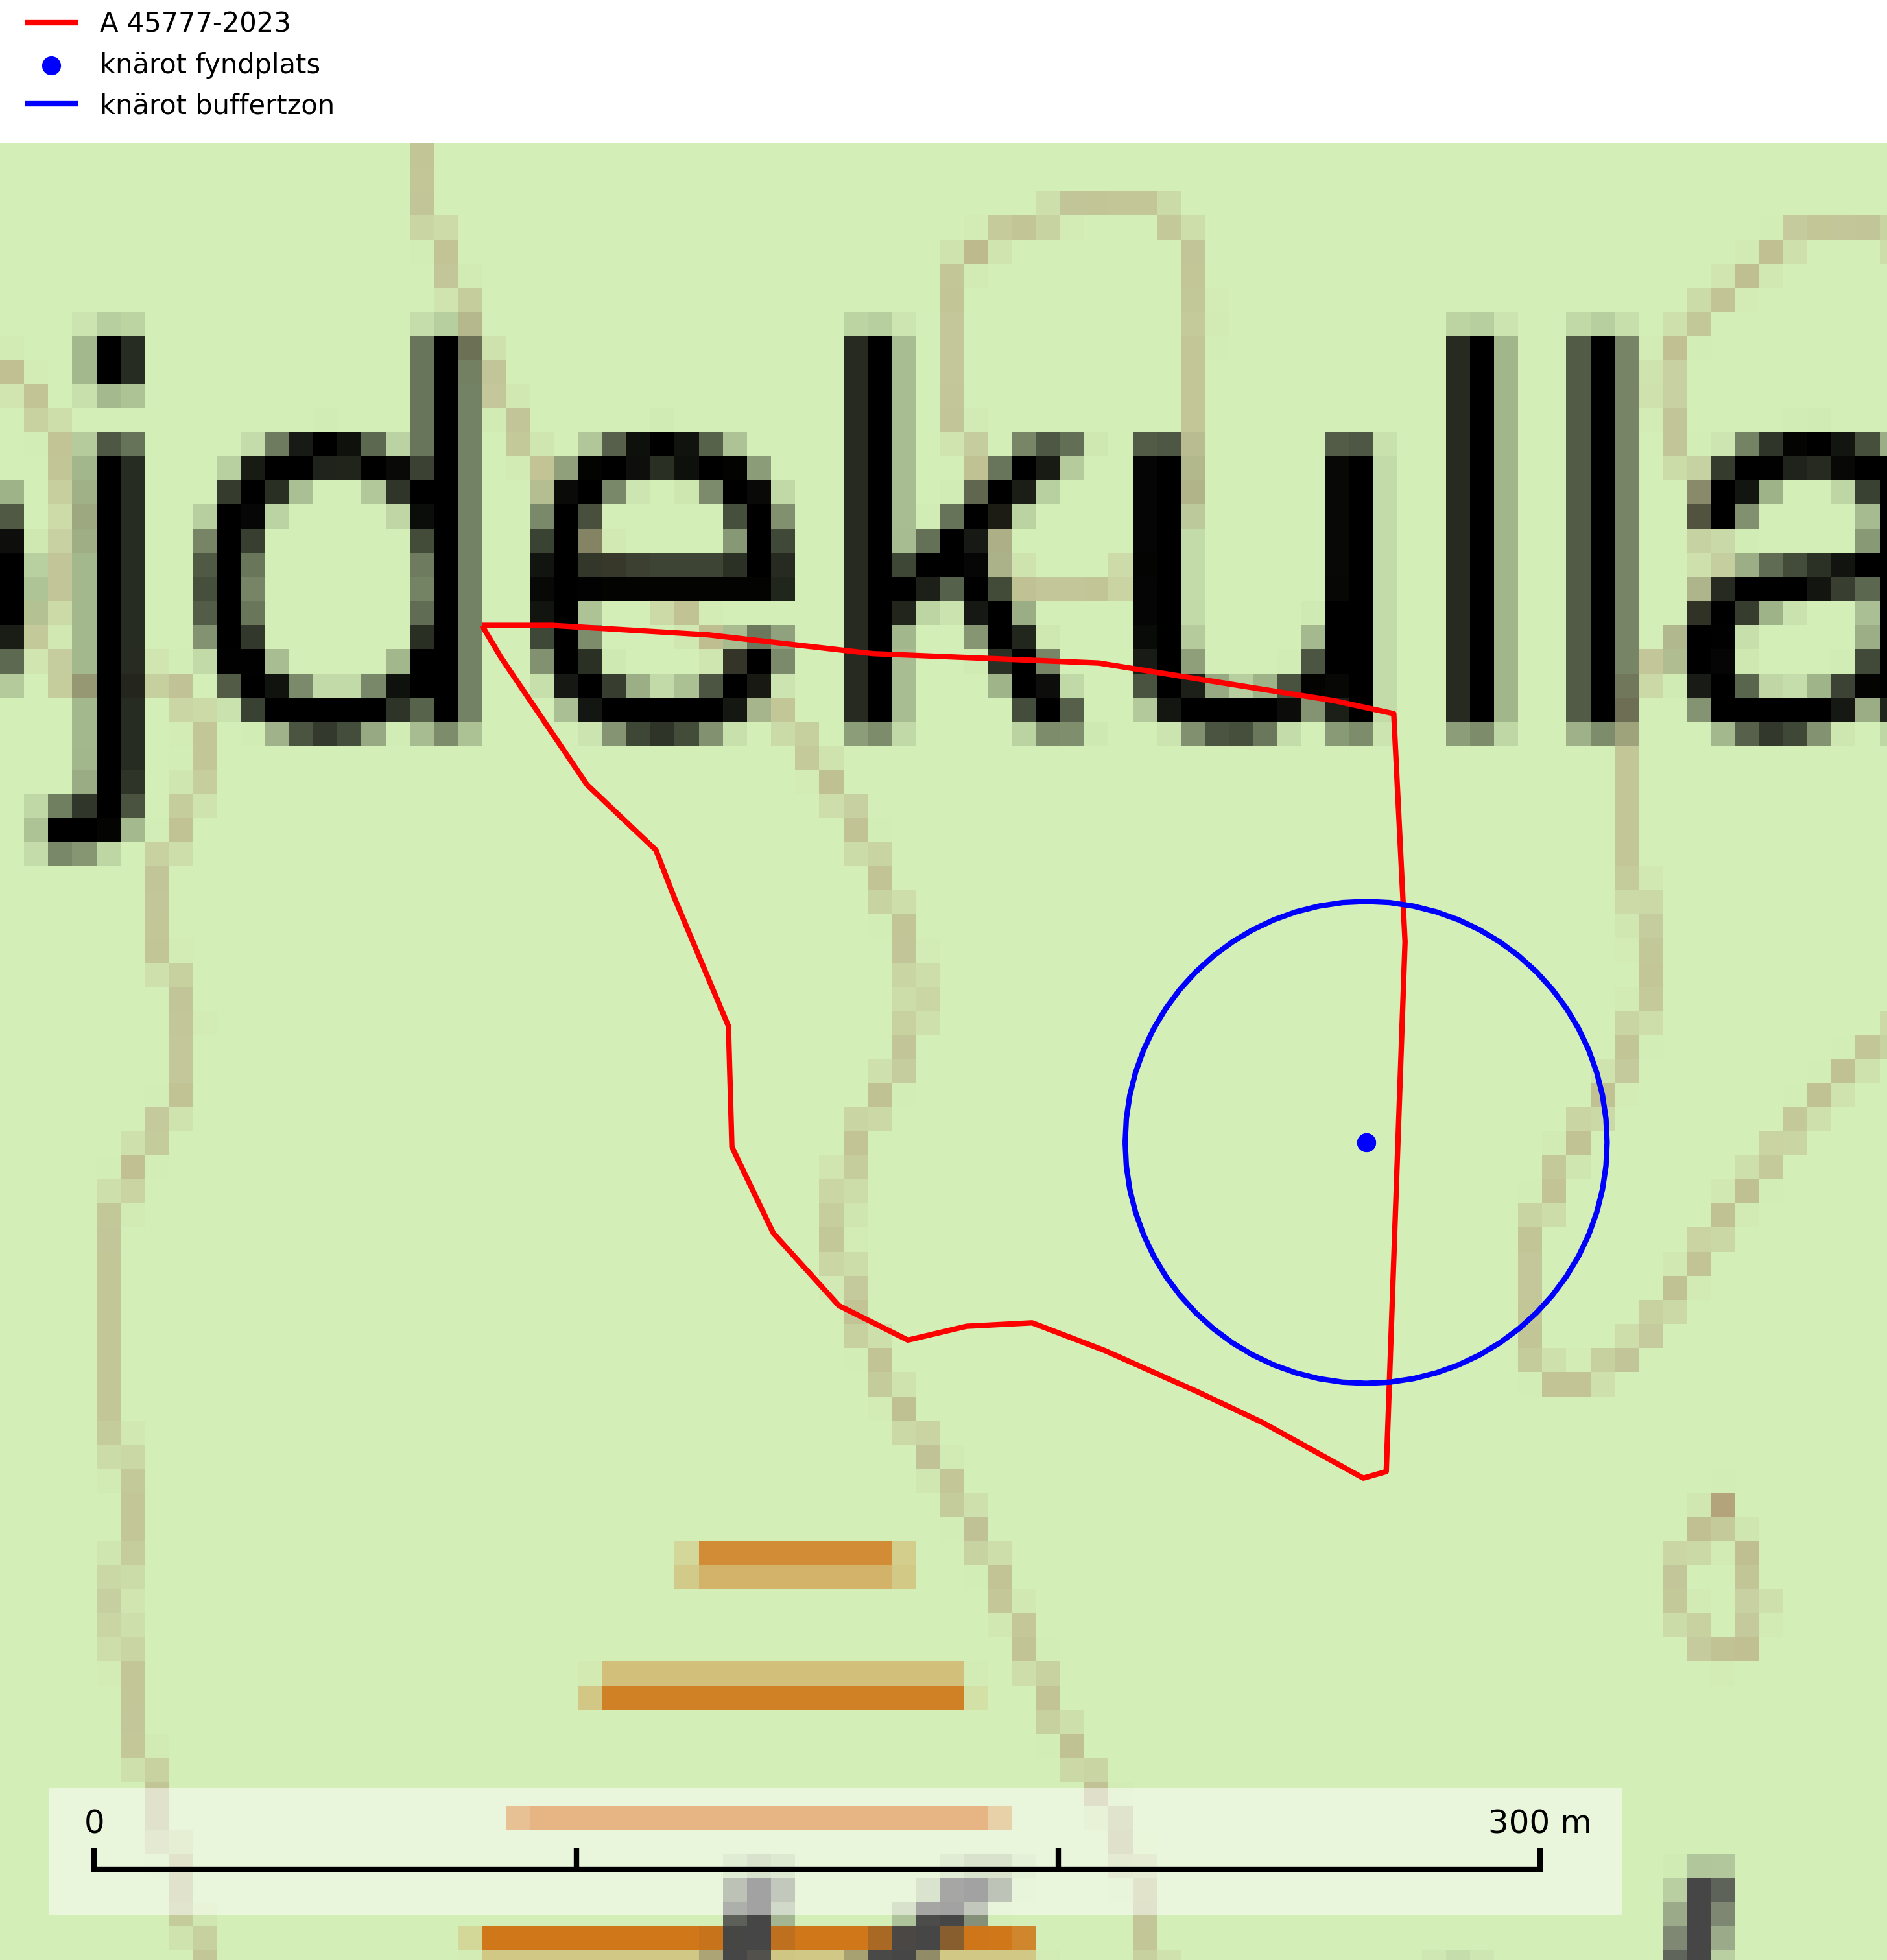 A 45777-2023
knärot fyndplats
knärot buffertzon
jdekulla
0 300 m